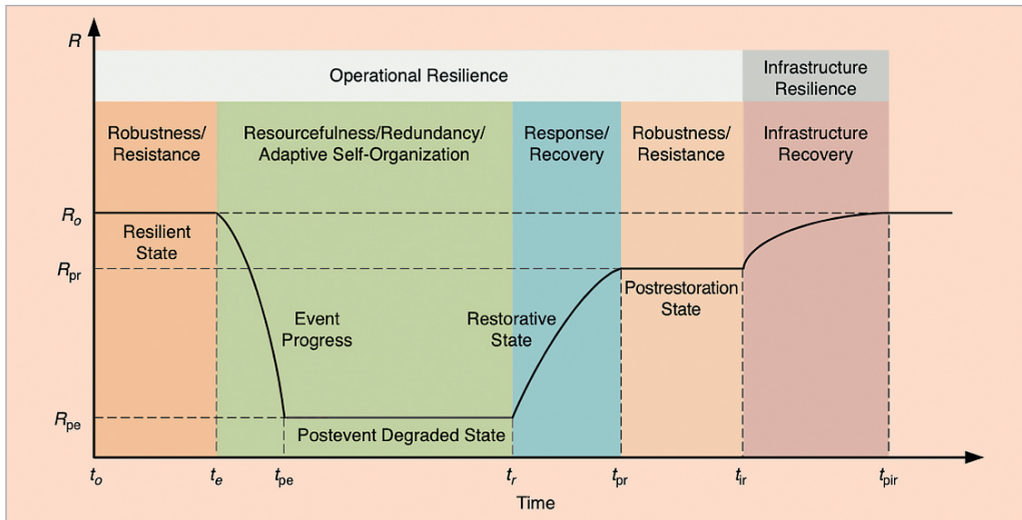 R
Operational Resilience
Infrastructure
Resilience
Robustness/
Resistance
Resourcefulness/Redundancy/
Adaptive Self-Organization
Response/
Recovery
Robustness/
Resistance
Infrastructure
Recovery
Ro
Resilient
State
Rpr
Postrestoration
State
Event
Progress
Restorative
State
Rpe
Postevent Degraded State
to
te
tpe
tr
tpr
tir
tpir
Time